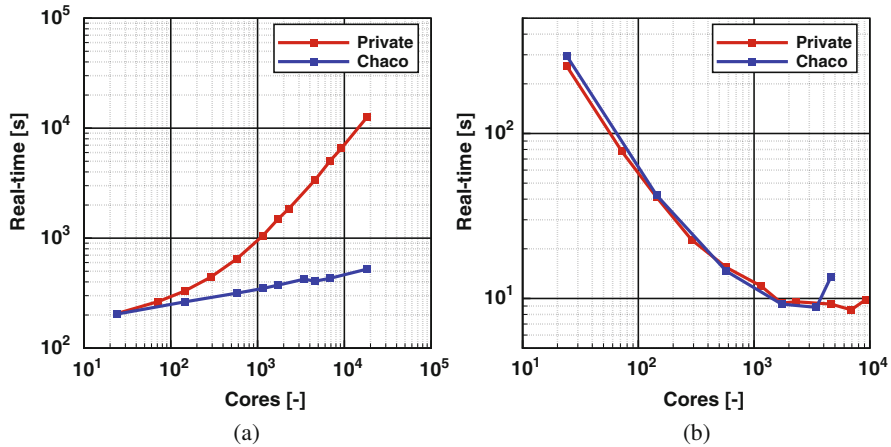 10^5
10^4
10^3
10^2
Real-time [s]
Private
Chaco
10^1 10^2 10^3 10^4 10^5
Cores [-]
(a)
10^2
10^1
Real-time [s]
Private
Chaco
10^1 10^2 10^3 10^4
Cores [-]
(b)